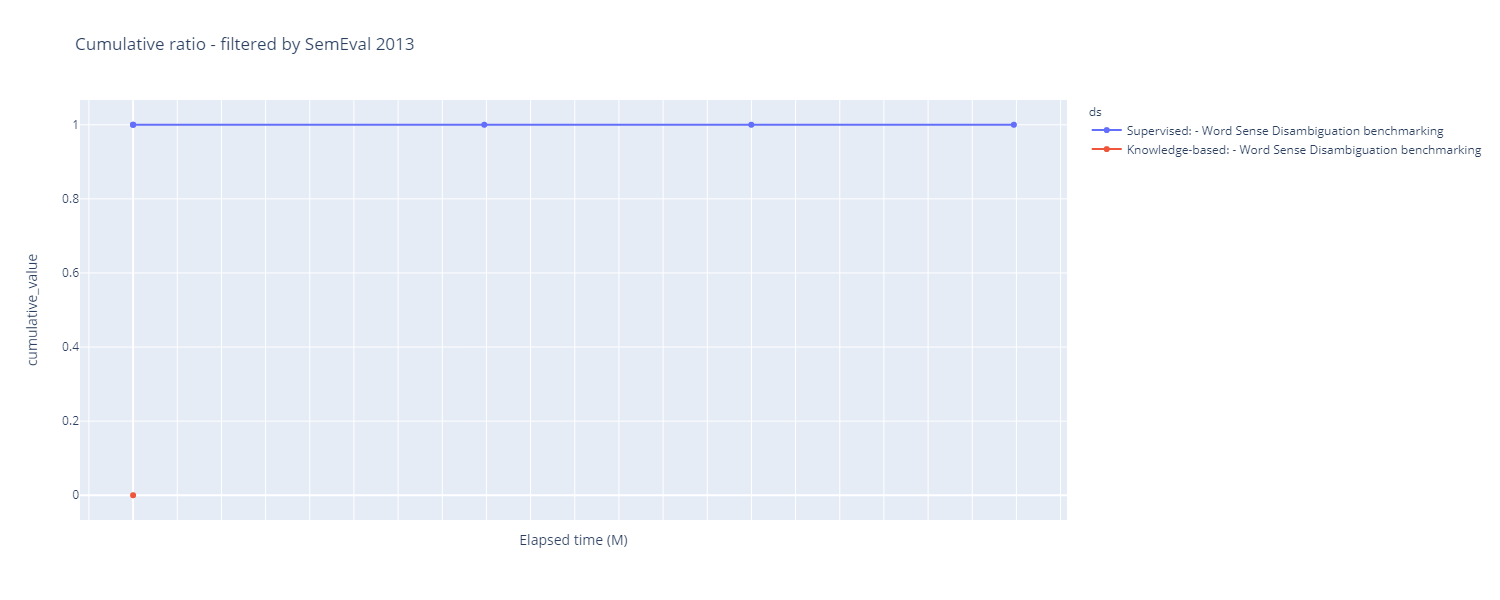 Cumulative ratio - filtered by SemEval 2013
ds
Supervised: - Word Sense Disambiguation benchmarking
Knowledge-based: - Word Sense Disambiguation benchmarking
1
0.8
0.6
0.4
0.2
0
cumulative_value
Elapsed time (M)